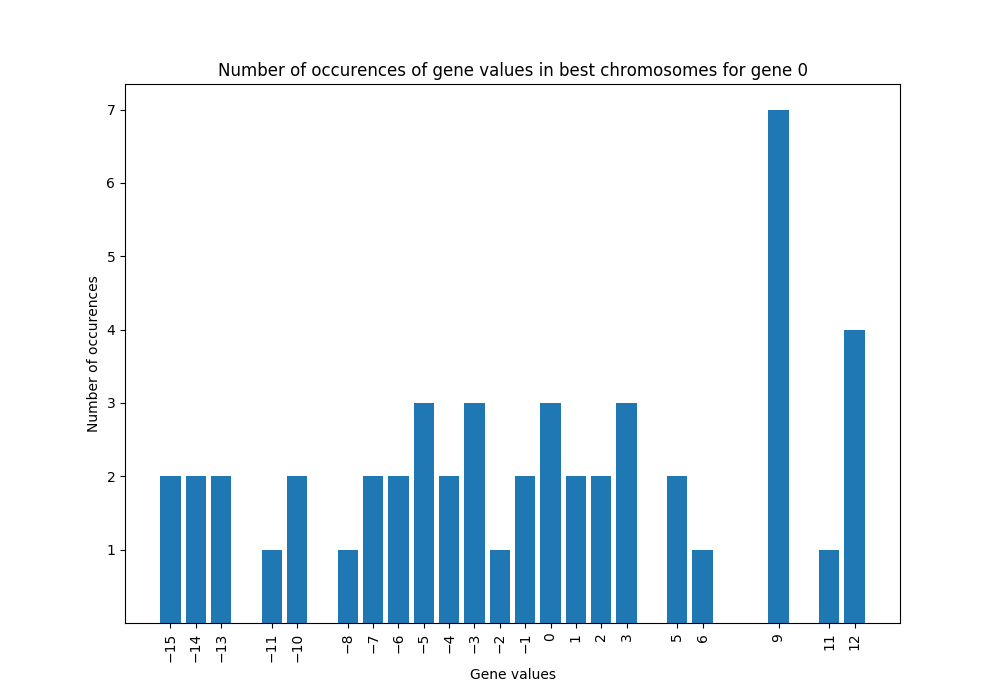 Number of occurences of gene values in best chromosomes for gene 0
Number of occurences
7
6
5
4
3
2
1
−15 −14 −13 −11 −10 −8 −7 −6 −5 −4 −3 −2 −1 0 1 2 3 5 6 9 11 12
Gene values